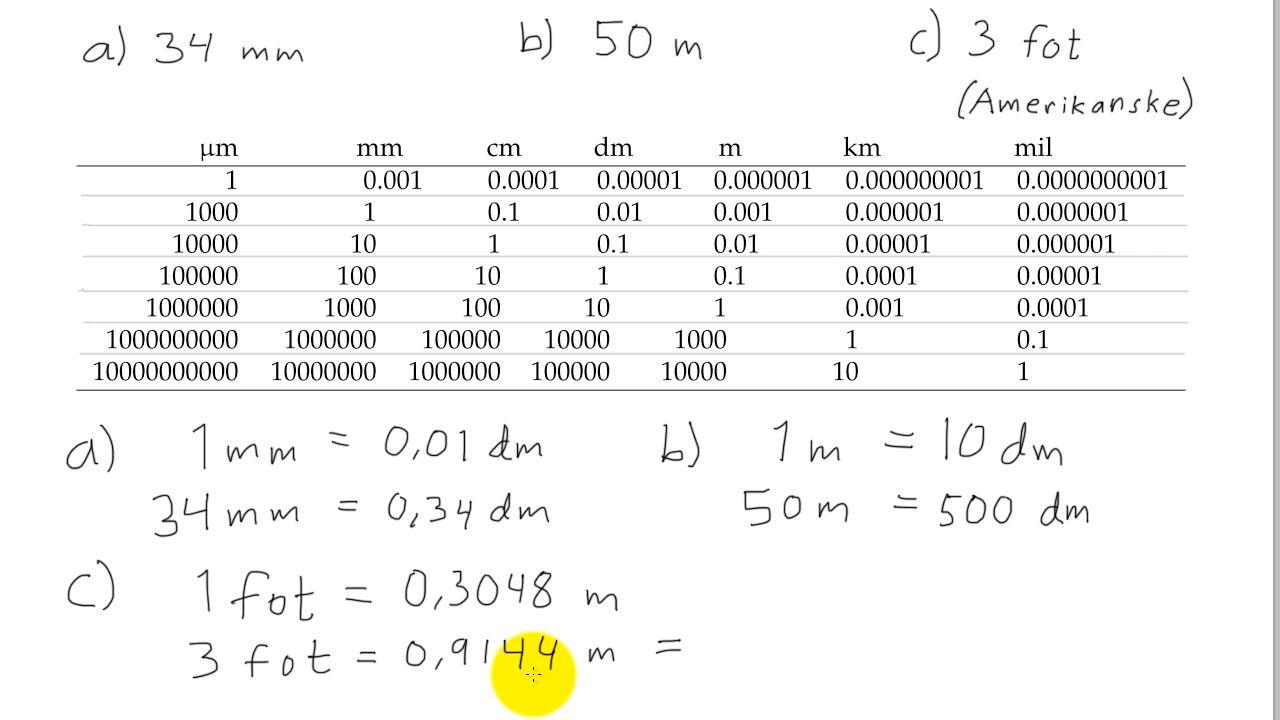 a) 34 mm b) 50 m c) 3 fot
(Amerikanske)
μm mm cm dm m km mil
1 0.001 0.0001 0.00001 0.000001 0.000000001 0.0000000001
1000 1 0.1 0.01 0.001 0.000001 0.0000001
10000 10 1 0.1 0.01 0.00001 0.000001
100000 100 10 1 0.1 0.0001 0.00001
1000000 1000 100 10 1 0.001 0.0001
1000000000 1000000 100000 10000 1000 1 0.1
10000000000 10000000 1000000 100000 10000 10 1
a) 1 mm = 0,01 dm b) 1 m = 10 dm
34 mm = 0,34 dm 50 m = 500 dm
c) 1 fot = 0,3048 m
3 fot = 0,9144 m =